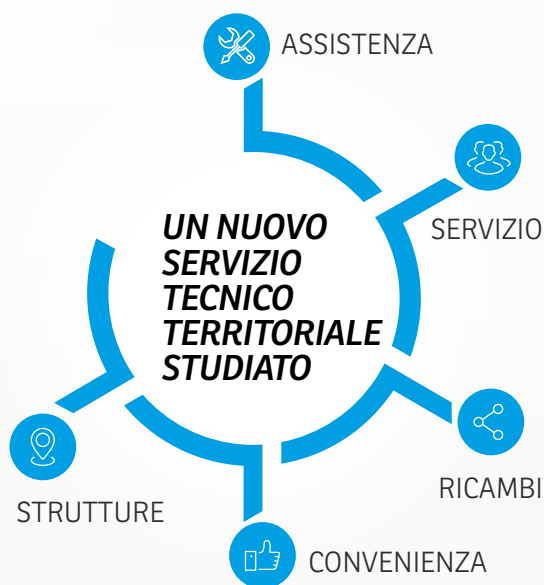 ASSISTENZA
SERVIZIO
UN NUOVO
SERVIZIO
TECNICO
TERRITORIALE
STUDIATO
RICAMBI
STRUTTURE
CONVENIENZA